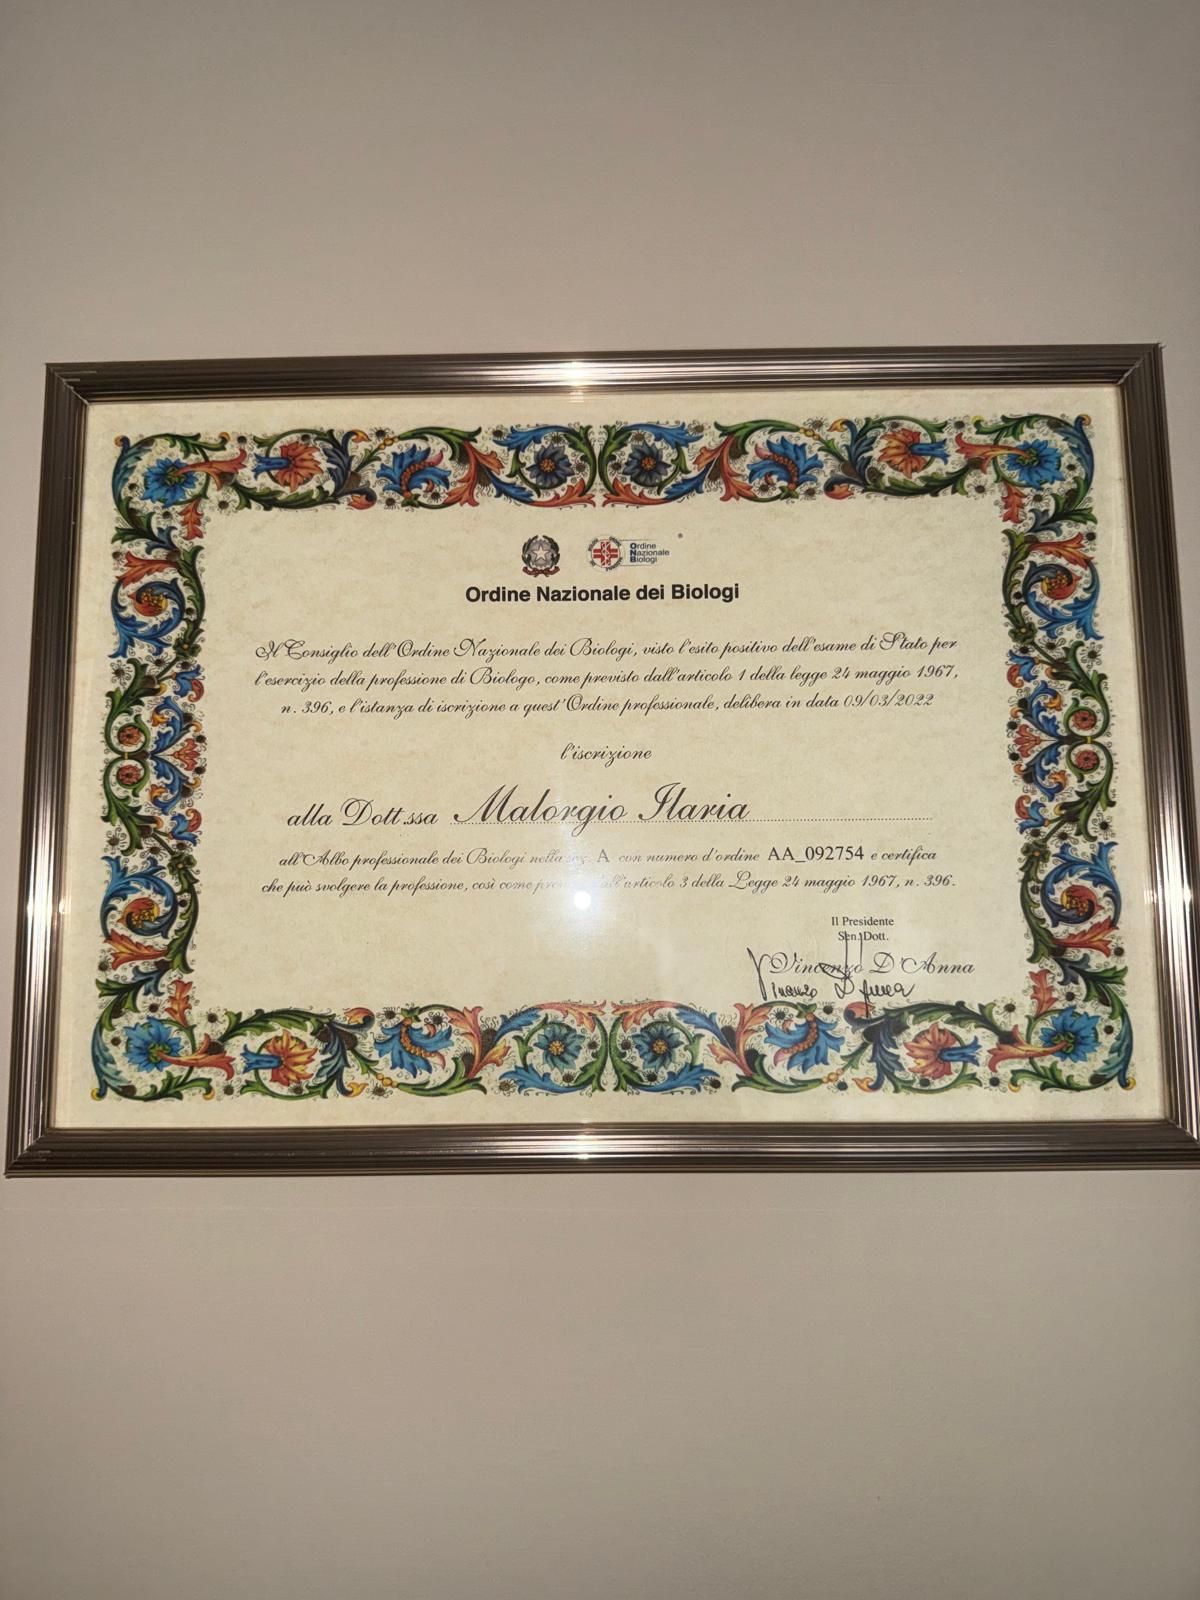 Ordine
Nazionale
Biologi
Ordine Nazionale dei Biologi
Il Consiglio dell'Ordine Nazionale dei Biologi, visto l'esito positivo dell'esame di Stato per
l'esercizio della professione di Biologo, come previsto dall'articolo 1 della legge 24 maggio 1967,
n. 396, e l'istanza di iscrizione a quest'Ordine professionale, delibera in data 09/03/2022
l'iscrizione
alla Dott.ssa Malorgio Ilaria
all'Albo professionale dei Biologi nella sez. A con numero d'ordine AA_092754 e certifica
che può svolgere la professione, così come dall'articolo 3 della Legge 24 maggio 1967, n. 396.
Il Presidente
Sen. Dott.
Vincenzo D'Anna
Vincenzo D'Anna